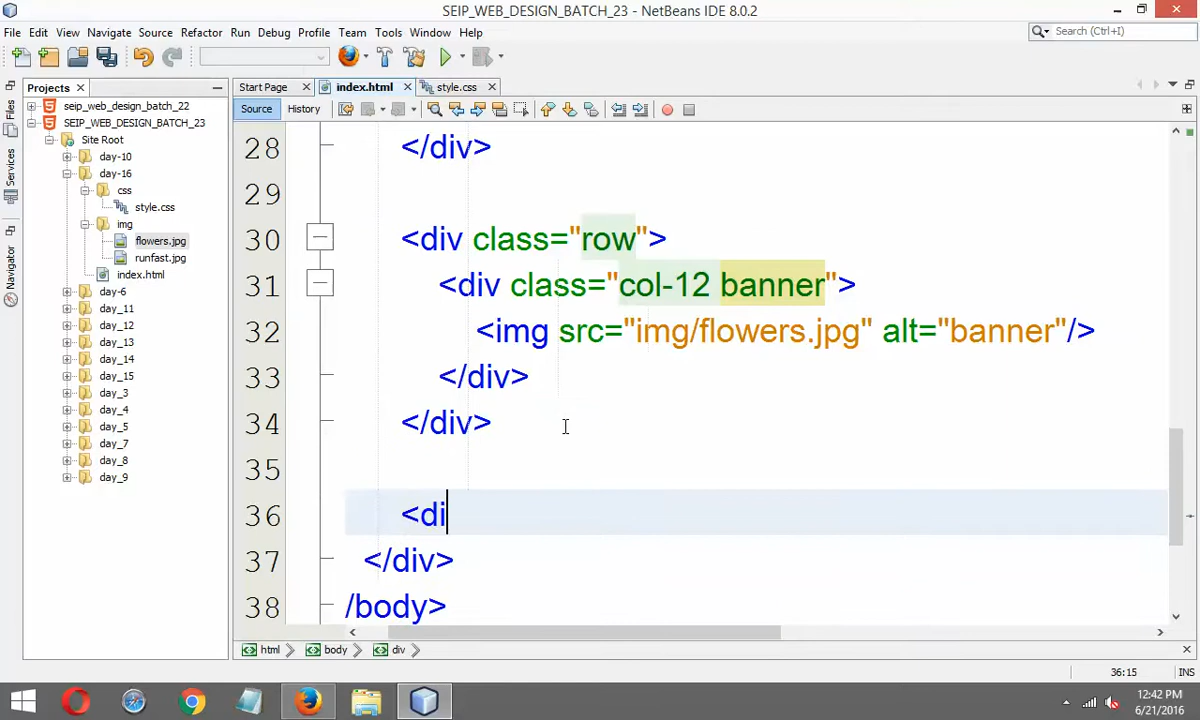 SEIP_WEB_DESIGN_BATCH_23 - NetBeans IDE 8.0.2
File Edit View Navigate Source Refactor Run Debug Profile Team Tools Window Help
Search (Ctrl+I)
Projects
Start Page
index.html
style.css
Source
History
Files
Services
Navigator
seip_web_design_batch_22
SEIP_WEB_DESIGN_BATCH_23
Site Root
day-10
day-16
css
style.css
img
flowers.jpg
runfast.jpg
index.html
day-6
day_11
day_12
day_13
day_14
day_15
day_3
day_4
day_5
day_7
day_8
day_9
28 </div>
29
30 <div class="row">
31 <div class="col-12 banner">
32 <img src="img/flowers.jpg" alt="banner"/>
33 </div>
34 </div>
35
36 <di
37 </div>
38 /body>
html body div
36:15 INS
12:42 PM
6/21/2016